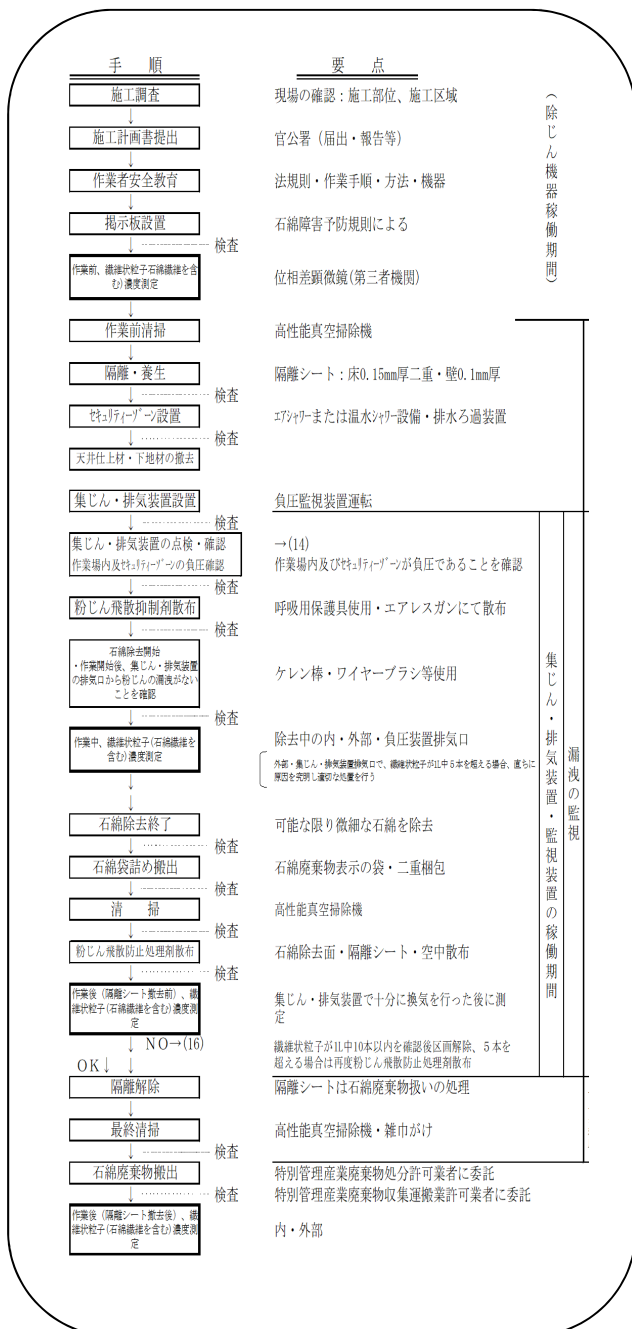 手　順
要　点
施工調査
現場の確認：施工部位、施工区域
↓
施工計画書提出
官公署（届出・報告等）
↓
作業者安全教育
法規則・作業手順・方法・機器
↓
掲示板設置
石綿障害予防規則による
↓
検査
作業前、繊維状粒子石綿繊維を含
む)濃度測定
位相差顕微鏡(第三者機関)
↓
作業前清掃
高性能真空掃除機
↓
隔離・養生
隔離シート：床0.15mm厚二重・壁0.1mm厚
↓
検査
ｾｷｭﾘﾃｨｰｿﾞｰﾝ設置
ｴｱｼｬﾜｰまたは温水ｼｬﾜｰ設備・排水ろ過装置
↓
検査
天井仕上材・下地材の撤去
集じん・排気装置設置
負圧監視装置運転
↓
検査
集じん・排気装置の点検・確認
作業場内及ｾｷｭﾘﾃｨｰｿﾞｰﾝの負圧確認
→(14)
作業場内及びｾｷｭﾘﾃｨｰｿﾞｰﾝが負圧であることを確認
↓
検査
粉じん飛散抑制剤散布
呼吸用保護具使用・エアレスガンにて散布
↓
検査
石綿除去開始
・作業開始後、集じん・排気装置
の排気口から粉じんの漏洩がない
ことを確認
ケレン棒・ワイヤーブラシ等使用
↓
検査
作業中、繊維状粒子(石綿繊維を
含む)濃度測定
除去中の内・外部・負圧装置排気口
外部・集じん・排気装置排気口で、繊維状粒子が1L中５本を超える場合、直ちに
原因を究明し適切な処置を行う
↓
↓
石綿除去終了
可能な限り微細な石綿を除去
↓
検査
石綿袋詰め搬出
石綿廃棄物表示の袋・二重梱包
↓
検査
清　掃
高性能真空掃除機
↓
検査
粉じん飛散防止処理剤散布
石綿除去面・隔離シート・空中散布
↓
検査
作業後（隔離シート撤去前）、繊
維状粒子(石綿繊維を含む)濃度測
定
集じん・排気装置で十分に換気を行った後に測
定
↓
NO→(16)
繊維状粒子が1L中10本以内を確認後区画解除、５本を
超える場合は再度粉じん飛散防止処理剤散布
OK↓
↓
隔離解除
隔離シートは石綿廃棄物扱いの処理
↓
最終清掃
高性能真空掃除機・雑巾がけ
↓
検査
石綿廃棄物搬出
特別管理産業廃棄物処分許可業者に委託
↓
検査
特別管理産業廃棄物収集運搬業許可業者に委託
作業後（隔離シート撤去後）、繊
維状粒子(石綿繊維を含む)濃度測
定
内・外部
（除じん機器稼働期間）
集じん・排気装置・監視装置の稼働期間
漏洩の監視